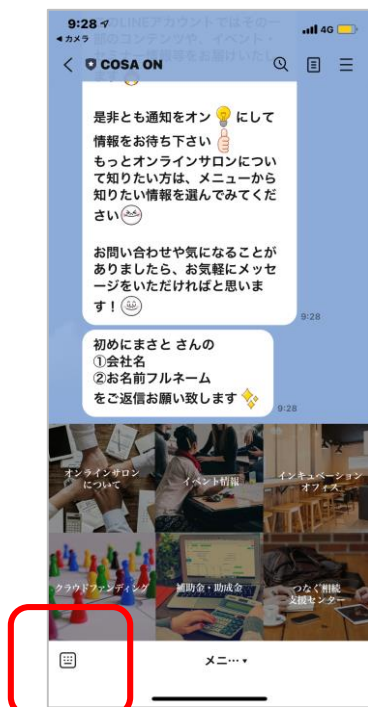 9:28
4G
◂ カメラ
COSA ON
是非とも通知をオン💡にして
情報をお待ち下さい☝
もっとオンラインサロンについ
て知りたい方は、メニューから
知りたい情報を選んでみてくだ
さい
お問い合わせや気になることが
ありましたら、お気軽にメッセ
ージをいただければと思いま
す！
9:28
初めにまさと さんの
①会社名
②お名前フルネーム
をご返信お願い致します✨
9:28
オンラインサロン
について
イベント情報
インキュベーション
オフィス
クラウドファンディング
補助金・助成金
つなぐ相続
支援センター
メニ… ▾